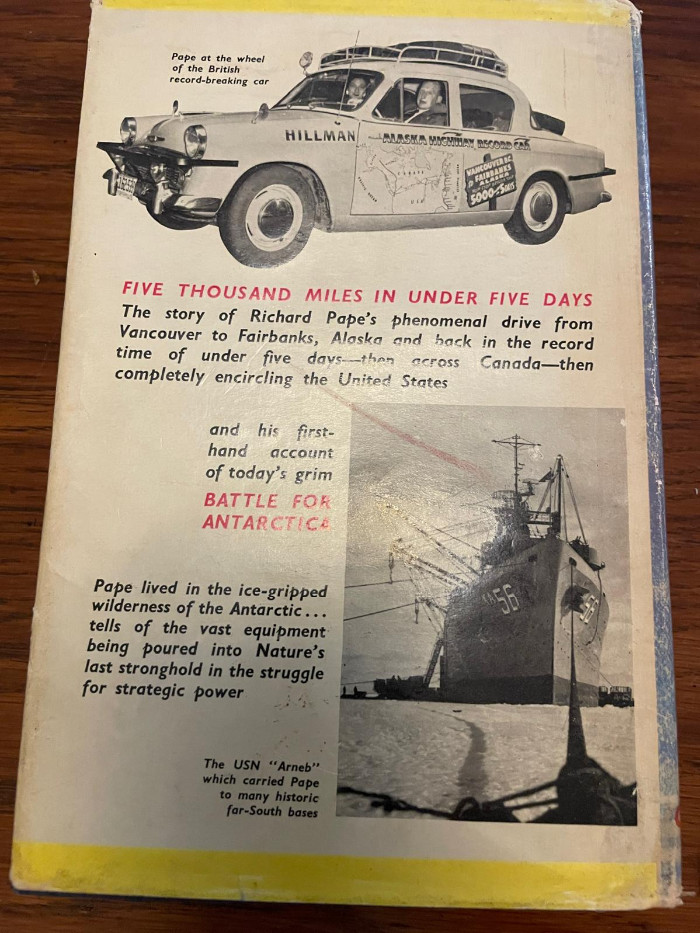 Pape at the wheel
of the British
record-breaking car
HILLMAN
ALASKA HIGHWAY RECORD CAR
VANCOUVER B.C.
to FAIRBANKS
ALASKA
5000 5 DAYS
FIVE THOUSAND MILES IN UNDER FIVE DAYS
The story of Richard Pape's phenomenal drive from
Vancouver to Fairbanks, Alaska and back in the record
time of under five days—then across Canada—then
completely encircling the United States
and his first-
hand account
of today's grim
BATTLE FOR
ANTARCTICA
56
56
Pape lived in the ice-gripped
wilderness of the Antarctic...
tells of the vast equipment
being poured into Nature's
last stronghold in the struggle
for strategic power
The USN "Arneb"
which carried Pape
to many historic
far-South bases